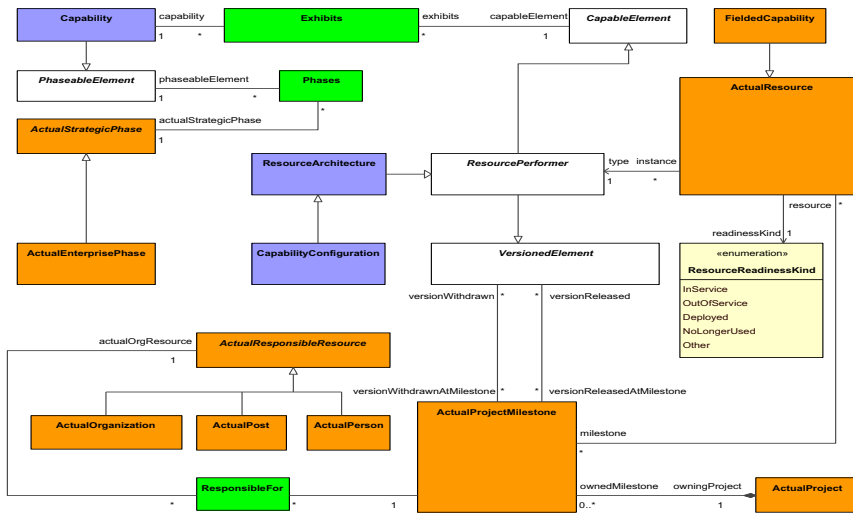 Capability
capability
1
*
Exhibits
exhibits
*
capableElement
1
CapableElement
FieldedCapability
PhaseableElement
phaseableElement
1
*
Phases
*
ActualResource
ActualStrategicPhase
actualStrategicPhase
1
ResourceArchitecture
ResourcePerformer
type
1
instance
*
resource
*
readinessKind
1
ActualEnterprisePhase
CapabilityConfiguration
VersionedElement
«enumeration»
ResourceReadinessKind
InService
OutOfService
Deployed
NoLongerUsed
Other
versionWithdrawn
*
*
versionReleased
actualOrgResource
1
ActualResponsibleResource
versionWithdrawnAtMilestone
*
*
versionReleasedAtMilestone
ActualOrganization
ActualPost
ActualPerson
ActualProjectMilestone
milestone
*
ResponsibleFor
*
*
1
ownedMilestone
0..*
owningProject
1
ActualProject